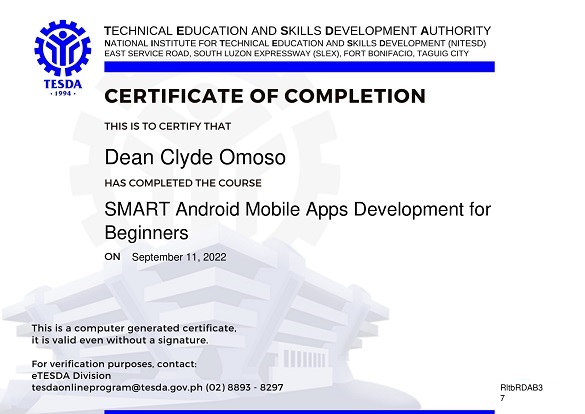 TECHNICAL EDUCATION AND SKILLS DEVELOPMENT AUTHORITY
NATIONAL INSTITUTE FOR TECHNICAL EDUCATION AND SKILLS DEVELOPMENT (NITESD)
EAST SERVICE ROAD, SOUTH LUZON EXPRESSWAY (SLEX), FORT BONIFACIO, TAGUIG CITY
TESDA
• 1994 •
CERTIFICATE OF COMPLETION
THIS IS TO CERTIFY THAT
Dean Clyde Omoso
HAS COMPLETED THE COURSE
SMART Android Mobile Apps Development for
Beginners
ON September 11, 2022
This is a computer generated certificate,
it is valid even without a signature.
For verification purposes, contact:
eTESDA Division
tesdaonlineprogram@tesda.gov.ph (02) 8893 - 8297
RltbRDAB3
7